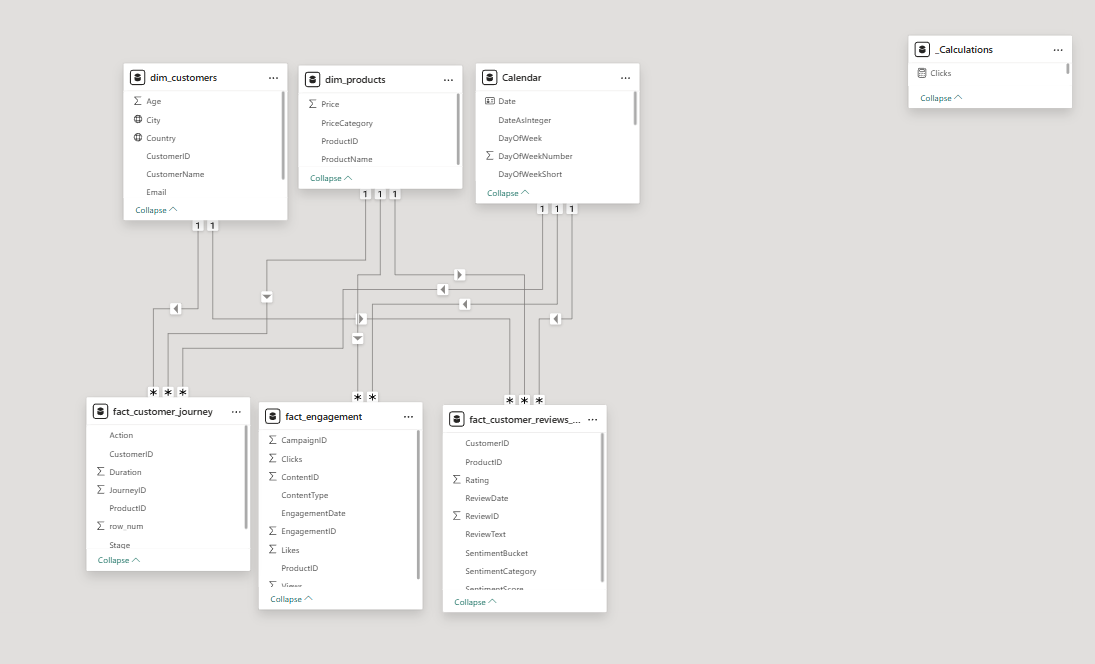 dim_customers
Age
City
Country
CustomerID
CustomerName
Email
Collapse
dim_products
Price
PriceCategory
ProductID
ProductName
Collapse
Calendar
Date
DateAsInteger
DayOfWeek
DayOfWeekNumber
DayOfWeekShort
Collapse
_Calculations
Clicks
Collapse
1 1
1 1 1
1 1 1
* * *
* *
* * *
fact_customer_journey
Action
CustomerID
Duration
JourneyID
ProductID
row_num
Stage
Collapse
fact_engagement
CampaignID
Clicks
ContentID
ContentType
EngagementDate
EngagementID
Likes
ProductID
Views
Collapse
fact_customer_reviews_...
CustomerID
ProductID
Rating
ReviewDate
ReviewID
ReviewText
SentimentBucket
SentimentCategory
SentimentScore
Collapse